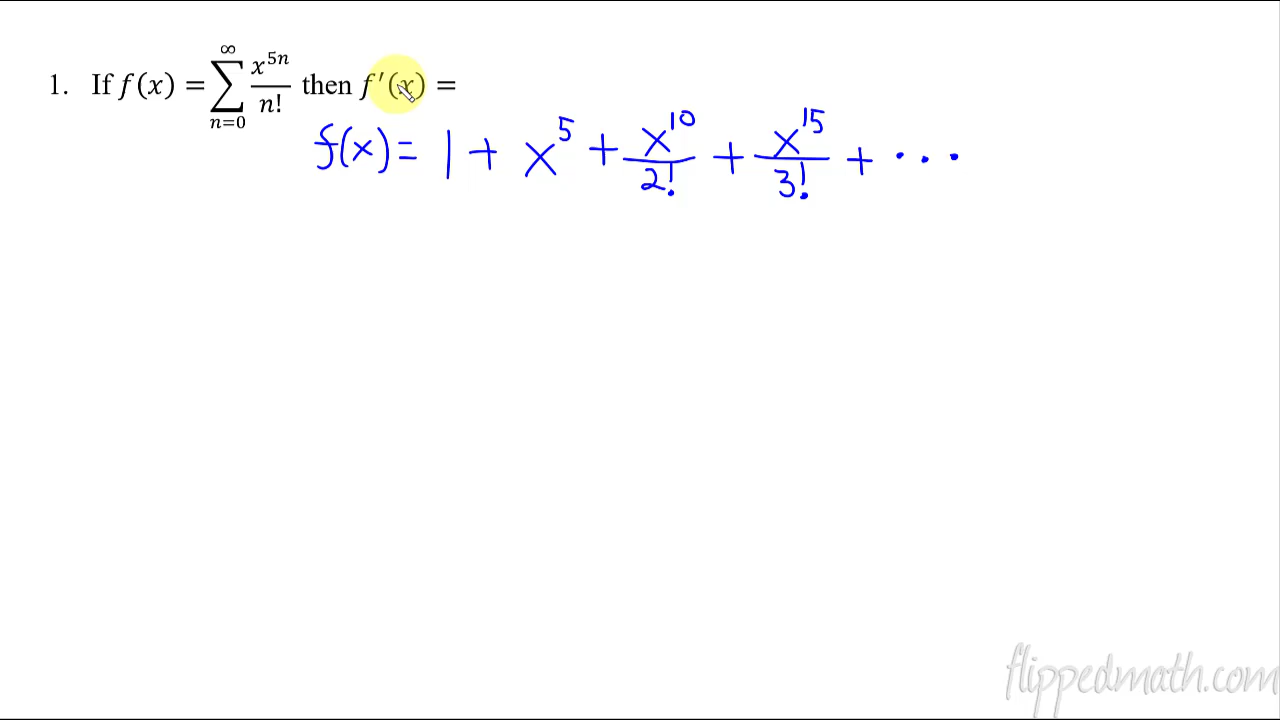 1. If f(x) = ∑_{n=0}^{∞} x^{5n}/n! then f′(x) =
f(x) = 1 + x^5 + x^{10}/2! + x^{15}/3! + ...
flippedmath.com